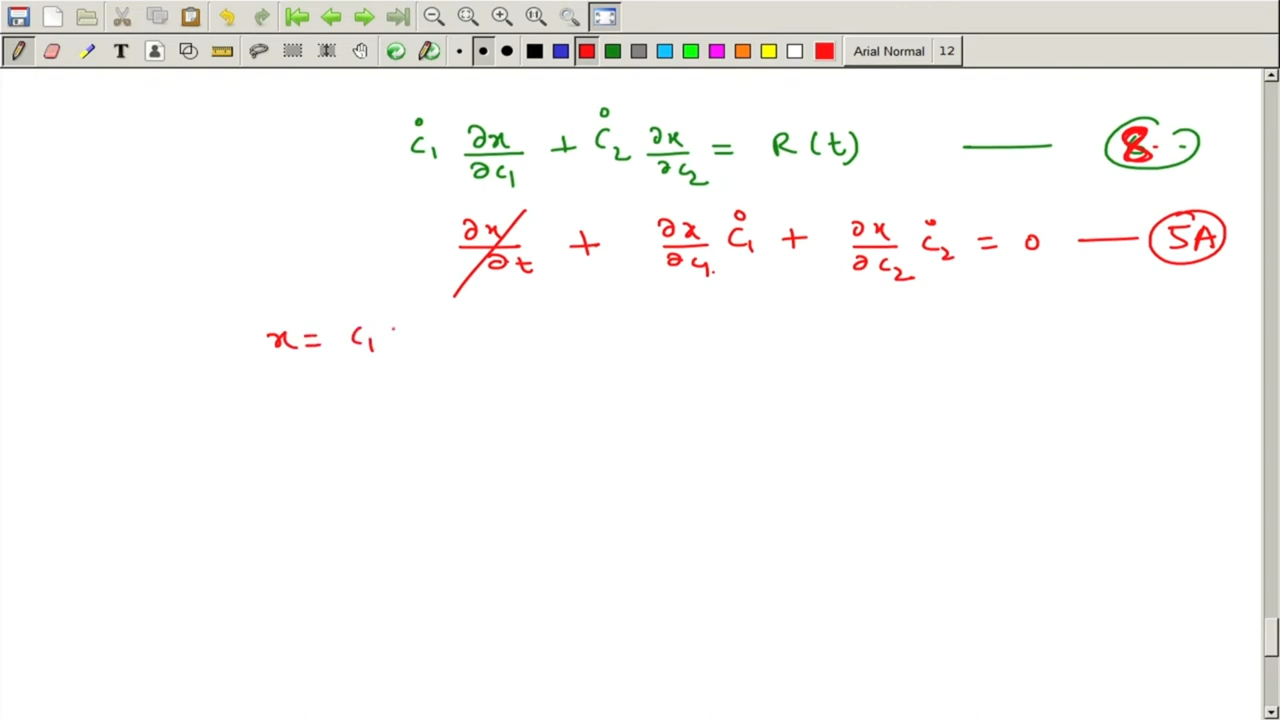 Arial Normal 12
ċ₁ ∂x/∂c₁ + ċ₂ ∂x/∂c₂ = R(t) —— 8
∂x/∂t + ∂x/∂c₁ ċ₁ + ∂x/∂c₂ ċ₂ = 0 —— 5A
x = c₁